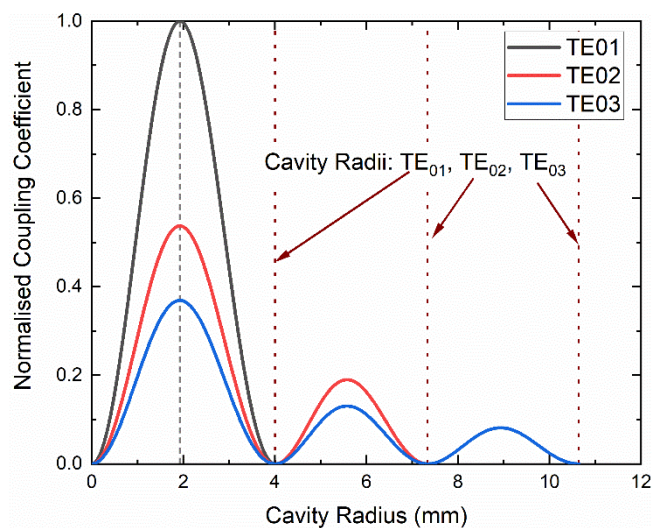 1.0
0.8
0.6
0.4
0.2
0.0
Normalised Coupling Coefficient
TE01
TE02
TE03
Cavity Radii: TE₀₁, TE₀₂, TE₀₃
0 2 4 6 8 10 12
Cavity Radius (mm)